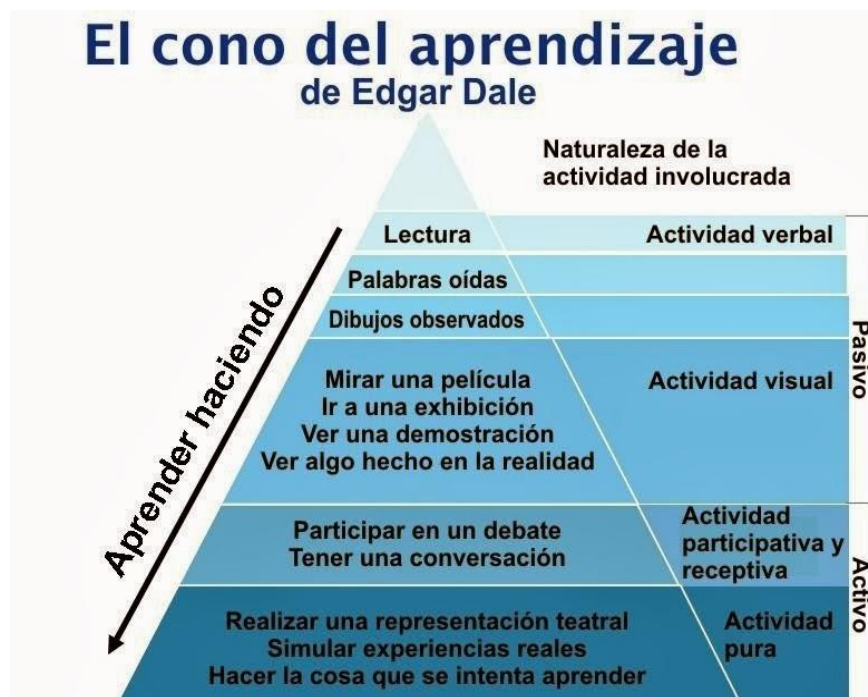 El cono del aprendizaje
de Edgar Dale
Naturaleza de la
actividad involucrada
Aprender haciendo
Lectura
Actividad verbal
Palabras oídas
Dibujos observados
Mirar una película
Ir a una exhibición
Ver una demostración
Ver algo hecho en la realidad
Actividad visual
Pasivo
Participar en un debate
Tener una conversación
Actividad
participativa y
receptiva
Realizar una representación teatral
Simular experiencias reales
Hacer la cosa que se intenta aprender
Actividad
pura
Activo